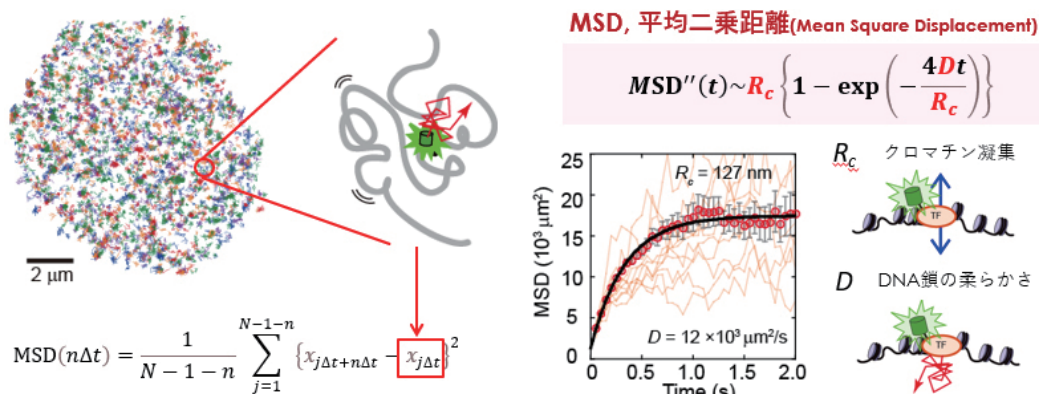 MSD, 平均二乗距離(Mean Square Displacement)
MSD''(t)~R_c {1 − exp (−4Dt/R_c)}
2 μm
MSD(nΔt) = 1/(N−1−n) ∑_{j=1}^{N−1−n} {x_{jΔt+nΔt} − x_{jΔt}}²
25
20
15
10
5
0
MSD (10³ μm²)
R_c = 127 nm
D = 12 ×10³ μm²/s
0 0.5 1.0 1.5 2.0
Time (s)
R_c クロマチン凝集
TF
D DNA鎖の柔らかさ
TF